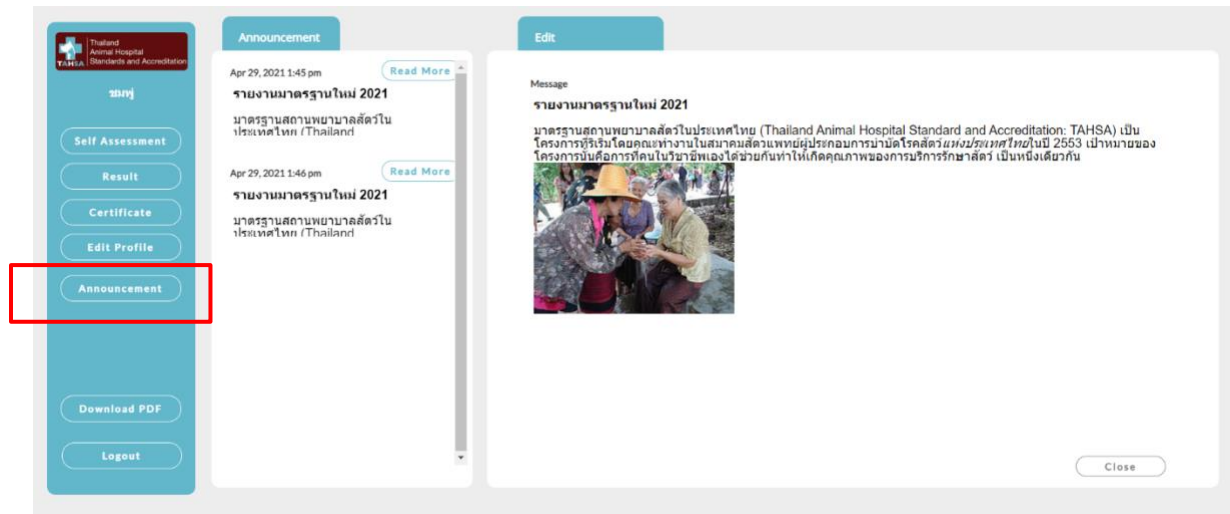 Thailand
Animal Hospital
Standards and Accreditation
TAHSA
ชมพู่
Self Assessment
Result
Certificate
Edit Profile
Announcement
Download PDF
Logout
Announcement
Apr 29, 2021 1:45 pm
Read More
รายงานมาตรฐานใหม่ 2021
มาตรฐานสถานพยาบาลสัตว์ใน
ประเทศไทย (Thailand
Apr 29, 2021 1:46 pm
Read More
รายงานมาตรฐานใหม่ 2021
มาตรฐานสถานพยาบาลสัตว์ใน
ประเทศไทย (Thailand
Edit
Message
รายงานมาตรฐานใหม่ 2021
มาตรฐานสถานพยาบาลสัตว์ในประเทศไทย (Thailand Animal Hospital Standard and Accreditation: TAHSA) เป็น
โครงการที่ริเริ่มโดยคณะทำงานในสมาคมสัตวแพทย์ผู้ประกอบการบำบัดโรคสัตว์แห่งประเทศไทยในปี 2553 เป้าหมายของ
โครงการนั้นคือการที่คนในวิชาชีพเองได้ช่วยกันทำให้เกิดคุณภาพของการบริการรักษาสัตว์ เป็นหนึ่งเดียวกัน
Close